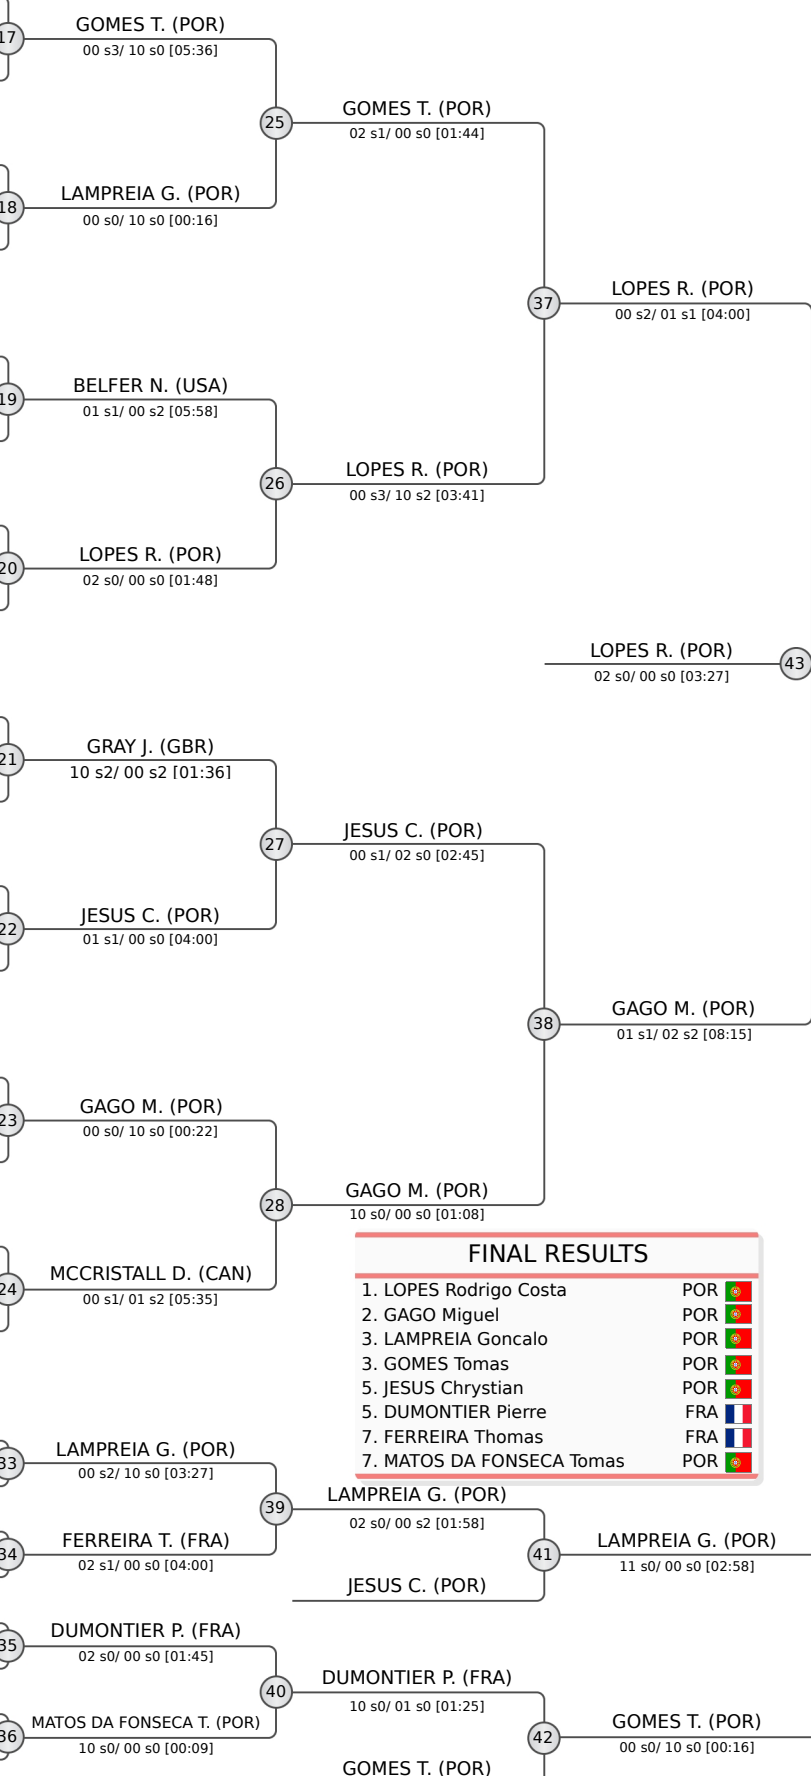 GOMES T. (POR)
17
00 s3/ 10 s0 [05:36]
GOMES T. (POR)
25
02 s1/ 00 s0 [01:44]
LAMPREIA G. (POR)
18
00 s0/ 10 s0 [00:16]
LOPES R. (POR)
37
00 s2/ 01 s1 [04:00]
BELFER N. (USA)
19
01 s1/ 00 s2 [05:58]
LOPES R. (POR)
26
00 s3/ 10 s2 [03:41]
LOPES R. (POR)
20
02 s0/ 00 s0 [01:48]
LOPES R. (POR)
43
02 s0/ 00 s0 [03:27]
GRAY J. (GBR)
21
10 s2/ 00 s2 [01:36]
JESUS C. (POR)
27
00 s1/ 02 s0 [02:45]
JESUS C. (POR)
22
01 s1/ 00 s0 [04:00]
GAGO M. (POR)
38
01 s1/ 02 s2 [08:15]
GAGO M. (POR)
23
00 s0/ 10 s0 [00:22]
GAGO M. (POR)
28
10 s0/ 00 s0 [01:08]
MCCRISTALL D. (CAN)
24
00 s1/ 01 s2 [05:35]
FINAL RESULTS
1. LOPES Rodrigo Costa POR
2. GAGO Miguel POR
3. LAMPREIA Goncalo POR
3. GOMES Tomas POR
5. JESUS Chrystian POR
5. DUMONTIER Pierre FRA
7. FERREIRA Thomas FRA
7. MATOS DA FONSECA Tomas POR
LAMPREIA G. (POR)
33
00 s2/ 10 s0 [03:27]
LAMPREIA G. (POR)
39
02 s0/ 00 s2 [01:58]
FERREIRA T. (FRA)
34
02 s1/ 00 s0 [04:00]
LAMPREIA G. (POR)
41
11 s0/ 00 s0 [02:58]
JESUS C. (POR)
DUMONTIER P. (FRA)
35
02 s0/ 00 s0 [01:45]
DUMONTIER P. (FRA)
40
10 s0/ 01 s0 [01:25]
MATOS DA FONSECA T. (POR)
36
10 s0/ 00 s0 [00:09]
GOMES T. (POR)
42
00 s0/ 10 s0 [00:16]
GOMES T. (POR)